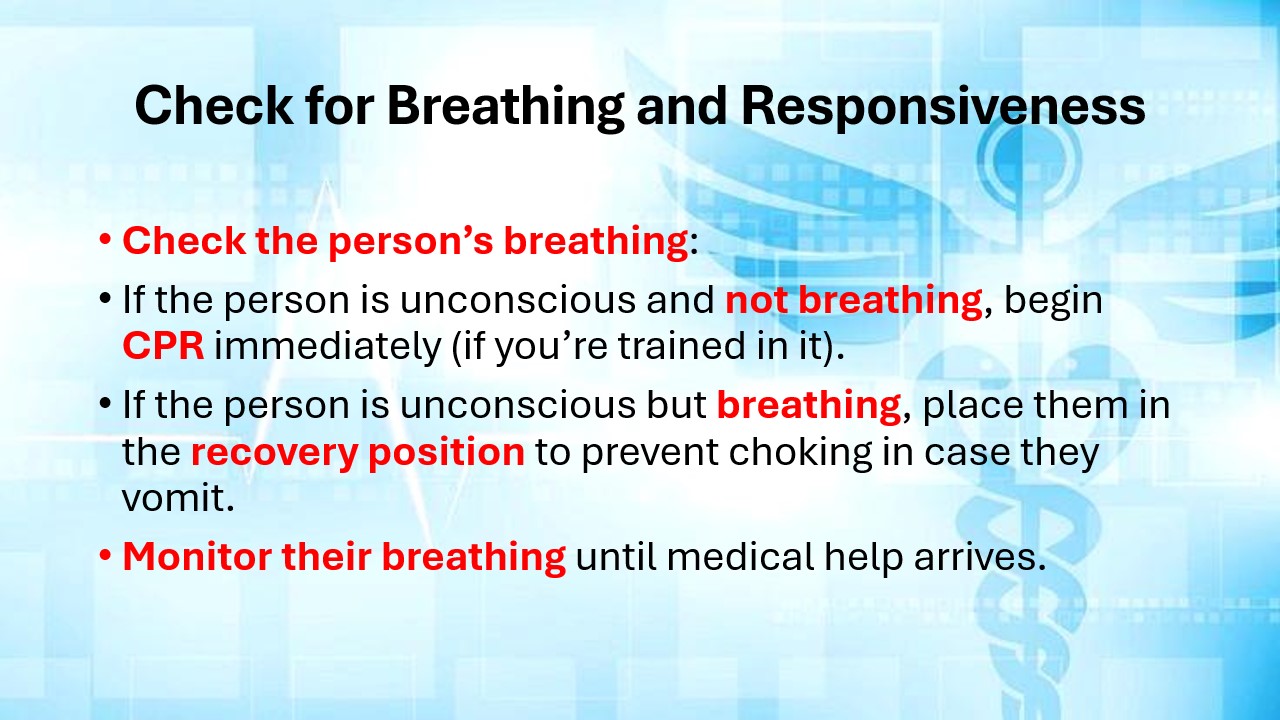 Check for Breathing and Responsiveness
• Check the person’s breathing:
• If the person is unconscious and not breathing, begin
CPR immediately (if you’re trained in it).
• If the person is unconscious but breathing, place them in
the recovery position to prevent choking in case they
vomit.
• Monitor their breathing until medical help arrives.